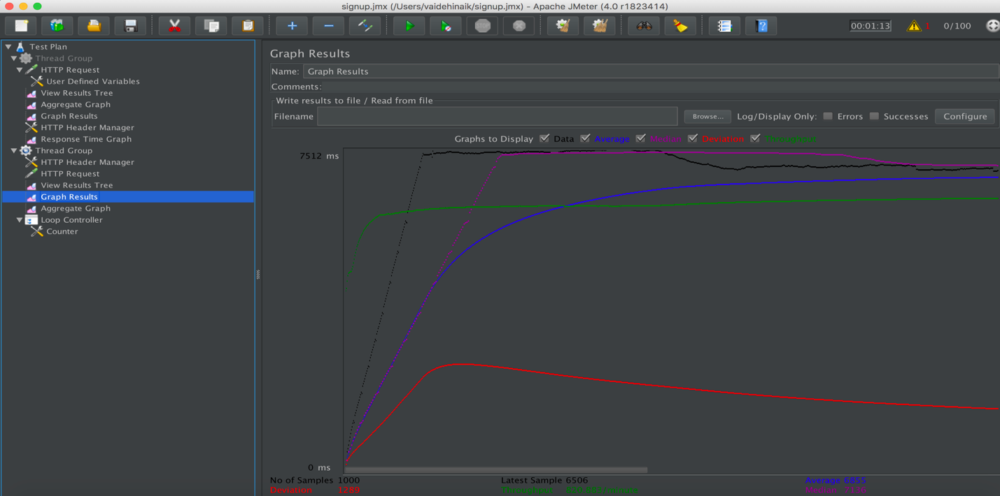 signup.jmx (/Users/vaidehinaik/signup.jmx) - Apache JMeter (4.0 r1823414)
STOP
00:01:13 1 0/100
Test Plan
Thread Group
HTTP Request
User Defined Variables
View Results Tree
Aggregate Graph
Graph Results
HTTP Header Manager
Response Time Graph
Thread Group
HTTP Header Manager
HTTP Request
View Results Tree
Graph Results
Aggregate Graph
Loop Controller
Counter
Graph Results
Name: Graph Results
Comments:
Write results to file / Read from file
Filename Browse... Log/Display Only: Errors Successes Configure
Graphs to Display Data Average Median Deviation Throughput
7512 ms
0 ms
No of Samples 1000 Latest Sample 6506 Average 6855
Deviation 1289 Throughput Median